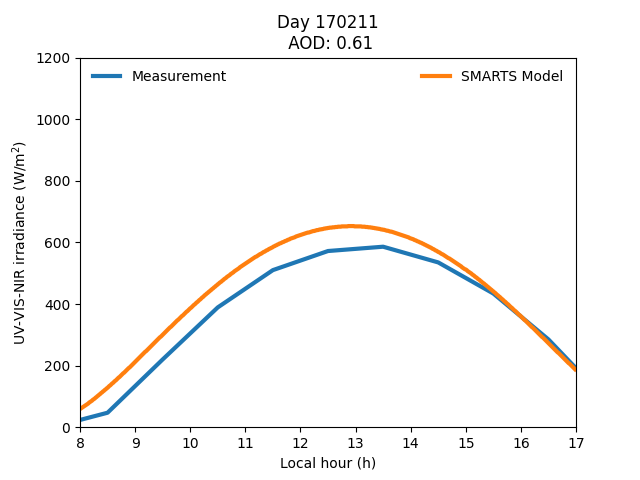 Day 170211
AOD: 0.61
Measurement
SMARTS Model
UV-VIS-NIR irradiance (W/m²)
1200
1000
800
600
400
200
0
8 9 10 11 12 13 14 15 16 17
Local hour (h)